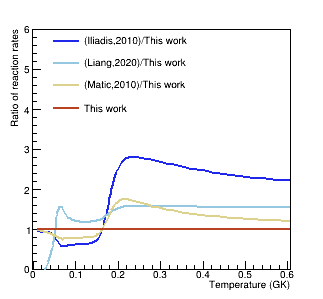 Ratio of reaction rates
6
5
4
3
2
1
0
(Iliadis,2010)/This work
(Liang,2020)/This work
(Matic,2010)/This work
This work
0 0.1 0.2 0.3 0.4 0.5 0.6
Temperature (GK)